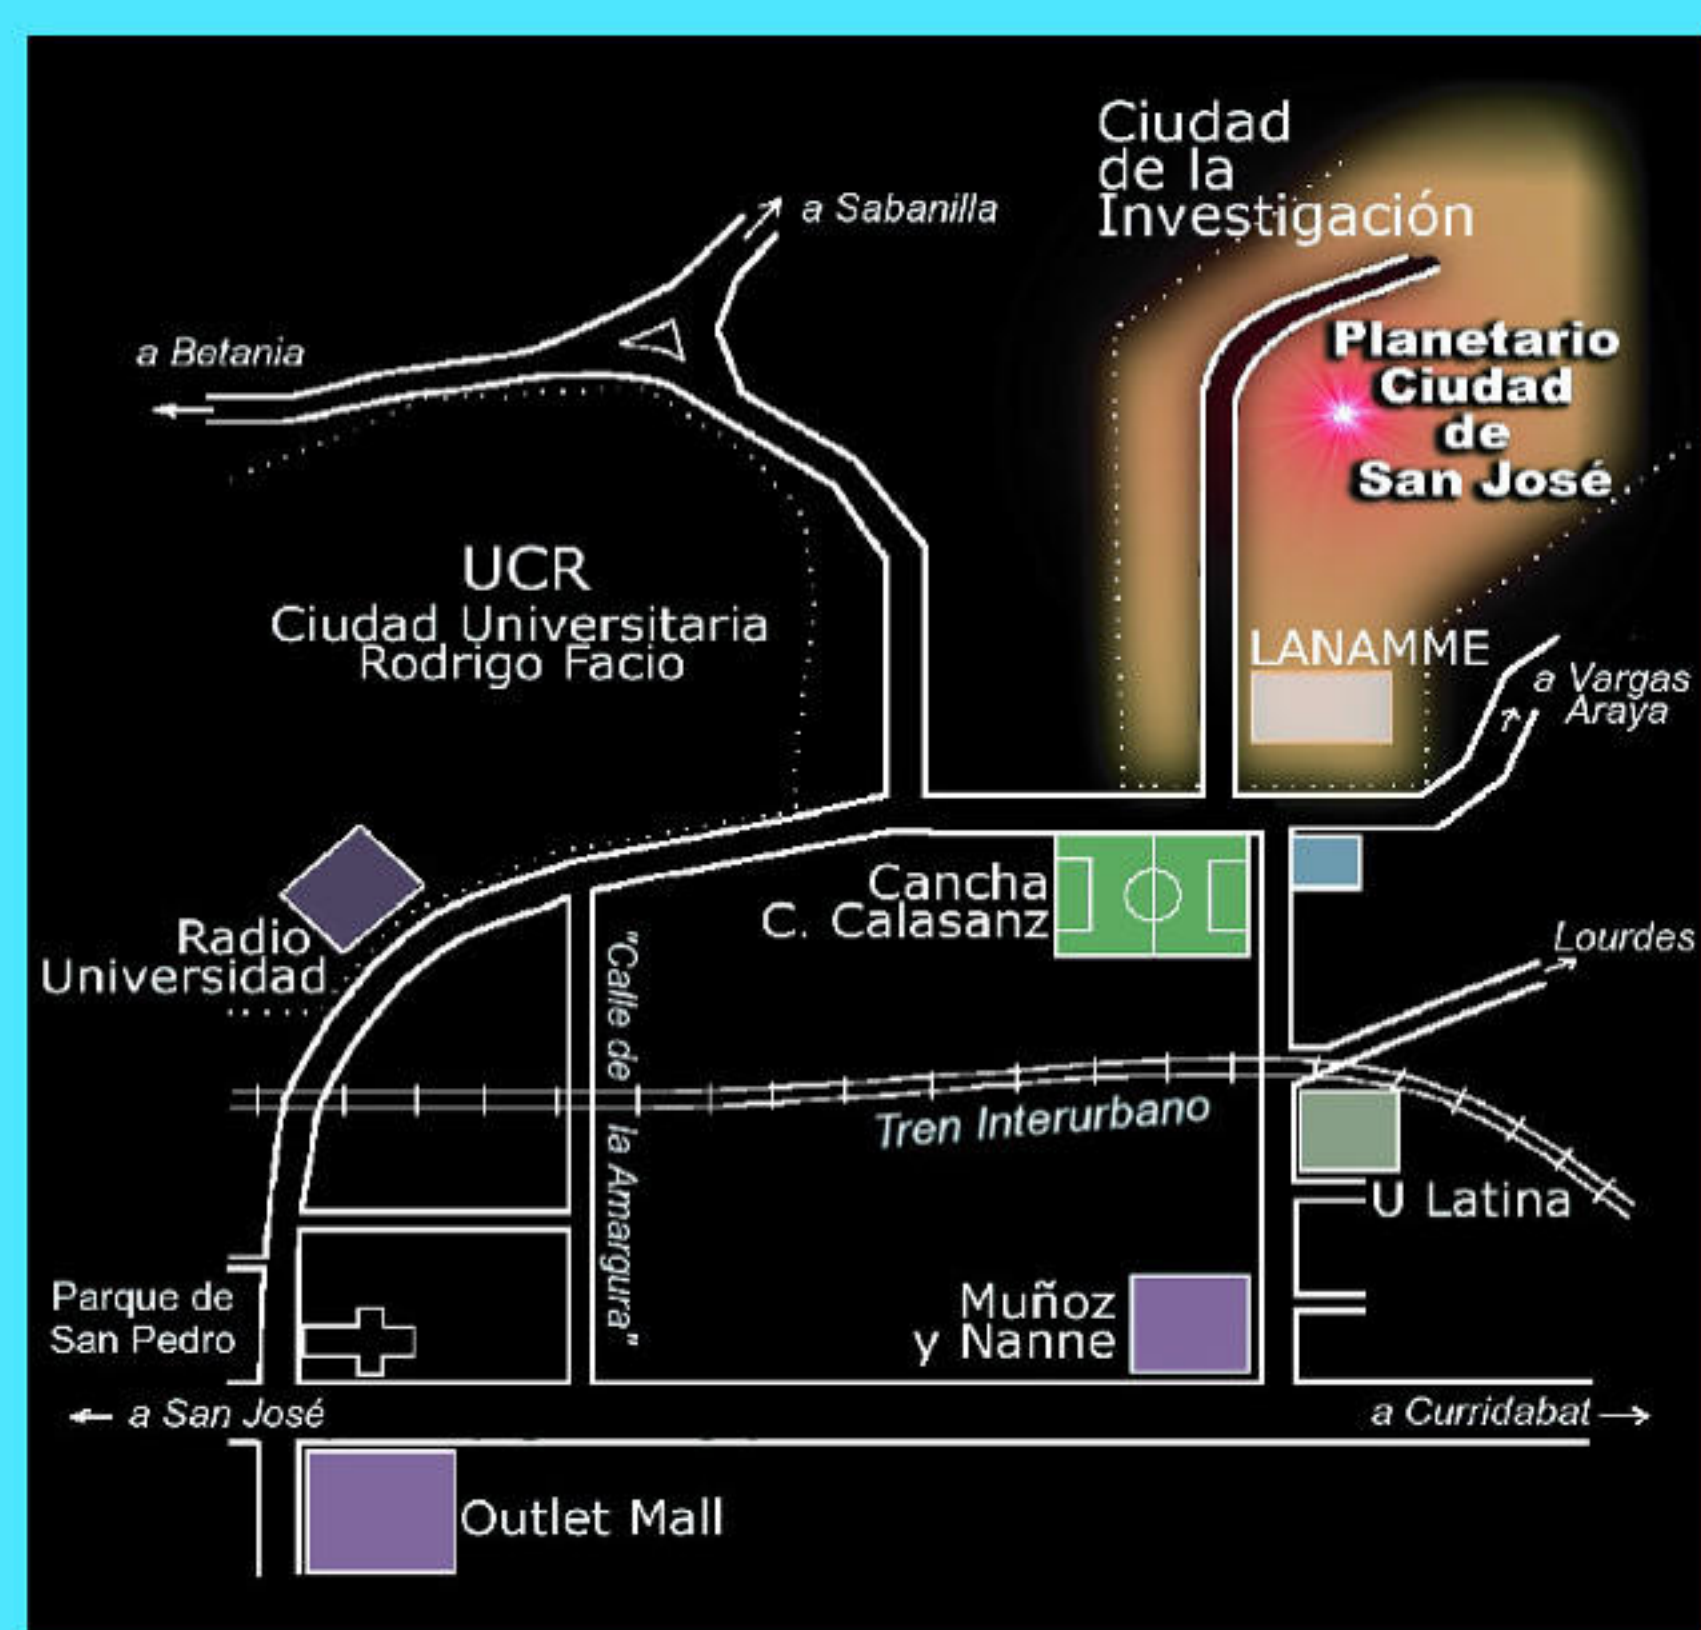 Ciudad
de la
Investigación
a Sabanilla
a Betania
Planetario
Ciudad
de
San José
UCR
Ciudad Universitaria
Rodrigo Facio
LANAMME
a Vargas
Araya
Cancha
C. Calasanz
Radio
Universidad
Lourdes
"Calle de la Amargura"
Tren Interurbano
U Latina
Parque de
San Pedro
Muñoz
y Nanne
a San José
a Curridabat
Outlet Mall